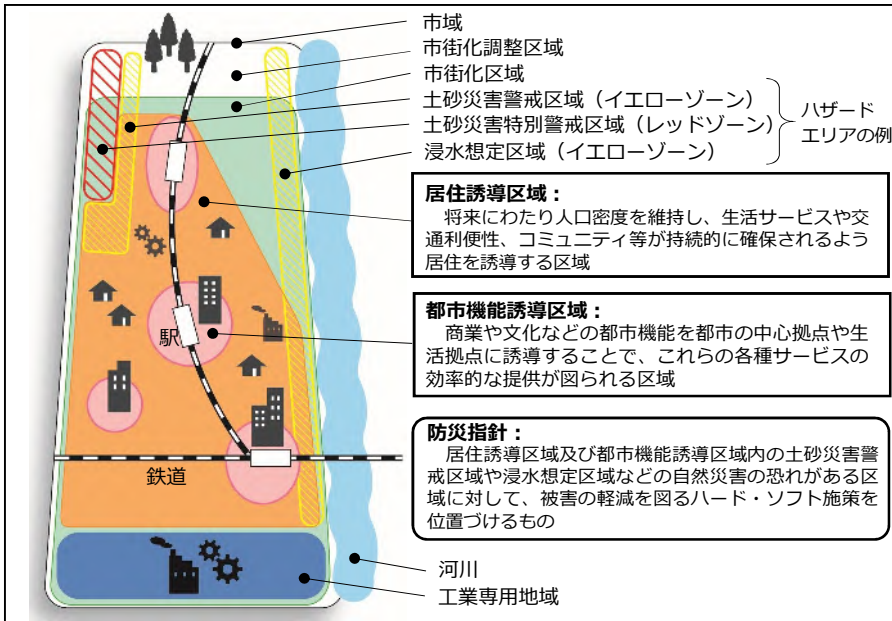 市域
市街化調整区域
市街化区域
土砂災害警戒区域（イエローゾーン）
土砂災害特別警戒区域（レッドゾーン）
浸水想定区域（イエローゾーン）
ハザード
エリアの例
居住誘導区域：
将来にわたり人口密度を維持し、生活サービスや交
通利便性、コミュニティ等が持続的に確保されるよう
居住を誘導する区域
都市機能誘導区域：
商業や文化などの都市機能を都市の中心拠点や生
活拠点に誘導することで、これらの各種サービスの
効率的な提供が図られる区域
駅
防災指針：
居住誘導区域及び都市機能誘導区域内の土砂災害警
戒区域や浸水想定区域などの自然災害の恐れがある区
域に対して、被害の軽減を図るハード・ソフト施策を
位置づけるもの
鉄道
河川
工業専用地域